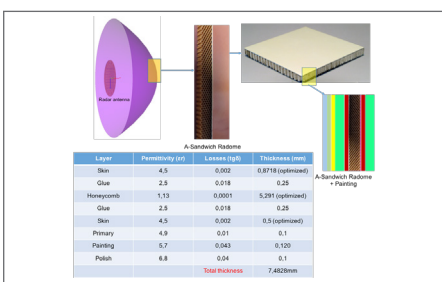 Radar antenna
A-Sandwich Radome
A-Sandwich Radome
+ Painting
Layer Permittivity (εr) Losses (tgδ) Thickness (mm)
Skin 4,5 0,002 0,8718 (optimized)
Glue 2,5 0,018 0,25
Honeycomb 1,13 0,0001 5,291 (optimized)
Glue 2,5 0,018 0,25
Skin 4,5 0,002 0,5 (optimized)
Primary 4,9 0,01 0,1
Painting 5,7 0,043 0,120
Polish 6,8 0,04 0,1
Total thickness 7,4828mm